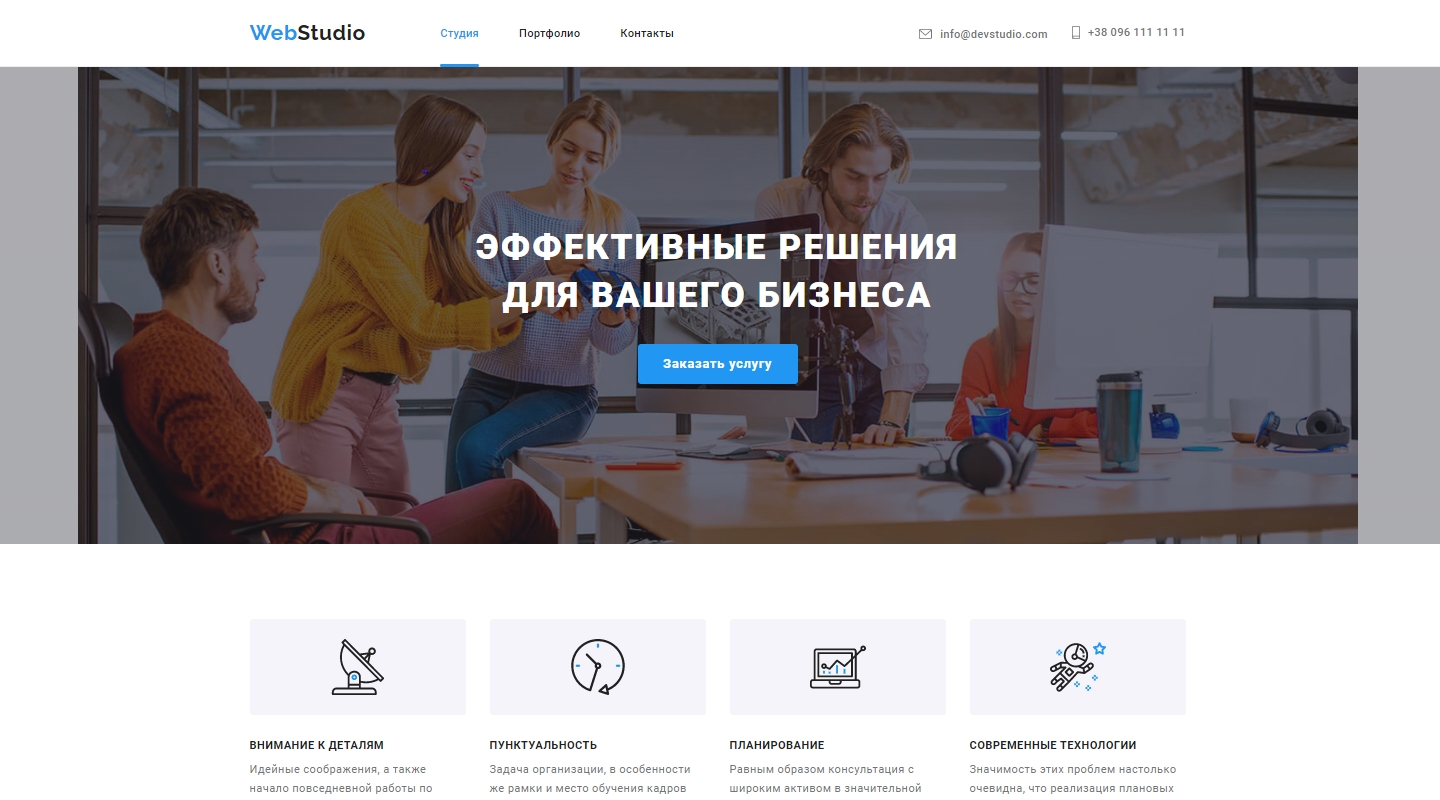 WebStudio Студия Портфолио Контакты info@devstudio.com +38 096 111 11 11
ЭФФЕКТИВНЫЕ РЕШЕНИЯ
ДЛЯ ВАШЕГО БИЗНЕСА
Заказать услугу
ВНИМАНИЕ К ДЕТАЛЯМ
Идейные соображения, а также
начало повседневной работы по
ПУНКТУАЛЬНОСТЬ
Задача организации, в особенности
же рамки и место обучения кадров
ПЛАНИРОВАНИЕ
Равным образом консультация с
широким активом в значительной
СОВРЕМЕННЫЕ ТЕХНОЛОГИИ
Значимость этих проблем настолько
очевидна, что реализация плановых